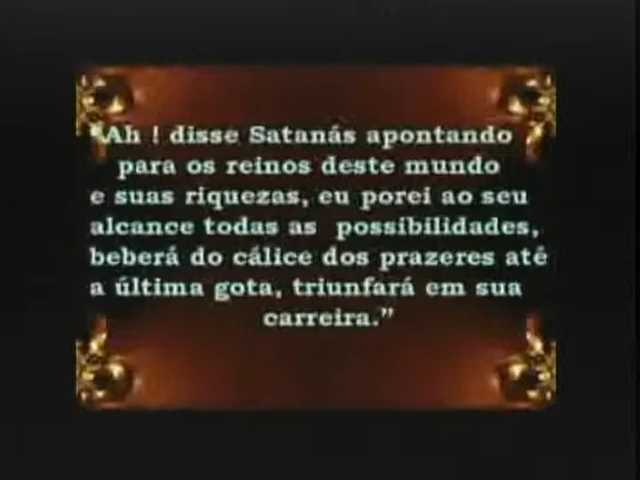 "Ah ! disse Satanás apontando
para os reinos deste mundo
e suas riquezas, eu porei ao seu
alcance todas as possibilidades,
beberá do cálice dos prazeres até
a última gota, triunfará em sua
carreira."